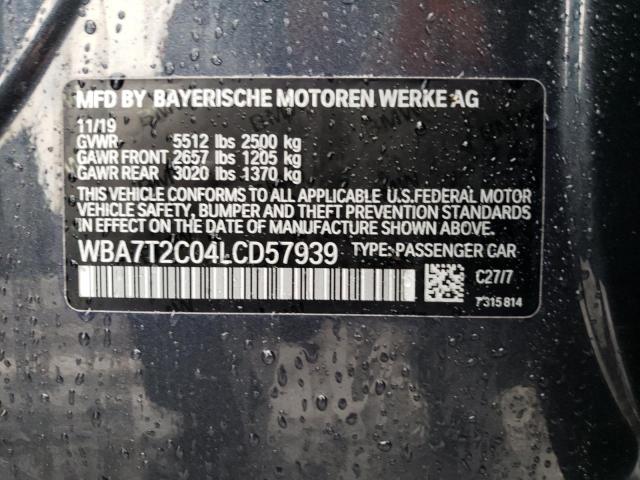 MFD BY BAYERISCHE MOTOREN WERKE AG
11/19
GVWR 5512 lbs 2500 kg
GAWR FRONT 2657 lbs 1205 kg
GAWR REAR 3020 lbs 1370 kg
THIS VEHICLE CONFORMS TO ALL APPLICABLE U.S.FEDERAL MOTOR
VEHICLE SAFETY, BUMPER AND THEFT PREVENTION STANDARDS
IN EFFECT ON THE DATE OF MANUFACTURE SHOWN ABOVE.
WBA7T2C04LCD57939 TYPE: PASSENGER CAR
C27/7
7315814